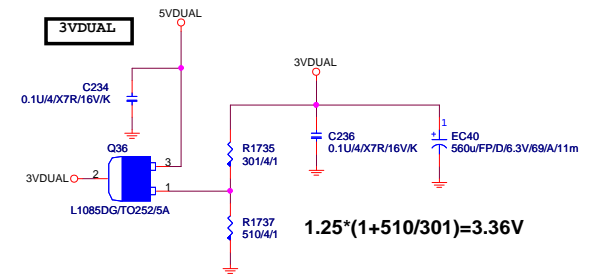 3VDUAL
5VDUAL
C234
0.1U/4/X7R/16V/K
3VDUAL
Q36
3
3VDUAL
2
1
L1085DG/TO252/5A
R1735
301/4/1
C236
0.1U/4/X7R/16V/K
1
+
EC40
560u/FP/D/6.3V/69/A/11m
R1737
510/4/1
1.25*(1+510/301)=3.36V